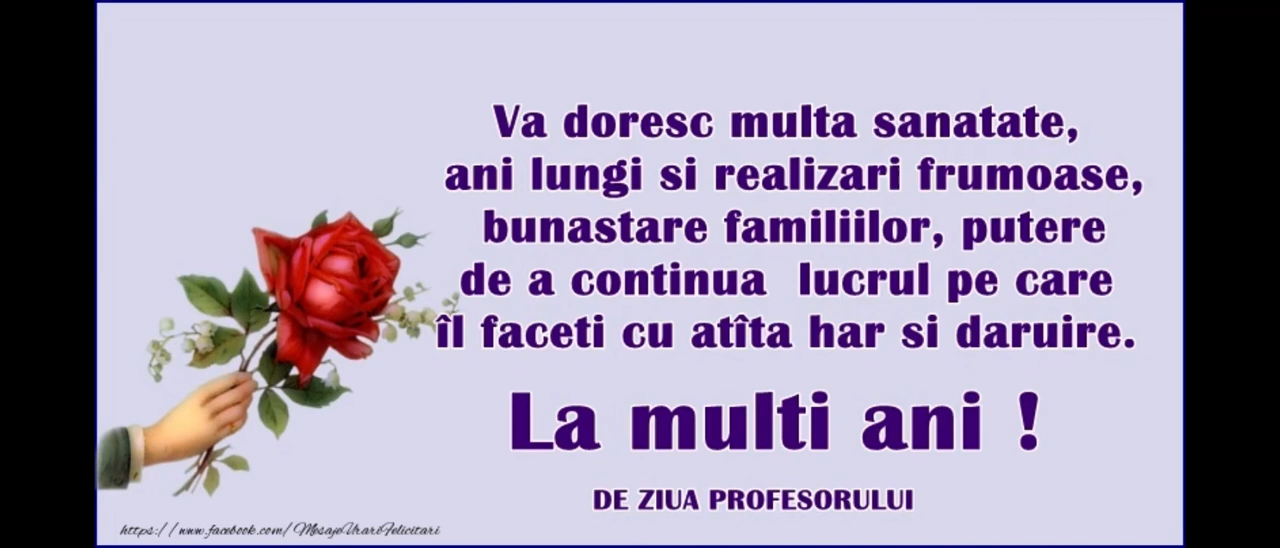 Va doresc multa sanatate,
ani lungi si realizari frumoase,
bunastare familiilor, putere
de a continua lucrul pe care
îl faceti cu atîta har si daruire.
La multi ani !
DE ZIUA PROFESORULUI
https://www.facebook.com/MesajeUrariFelicitari